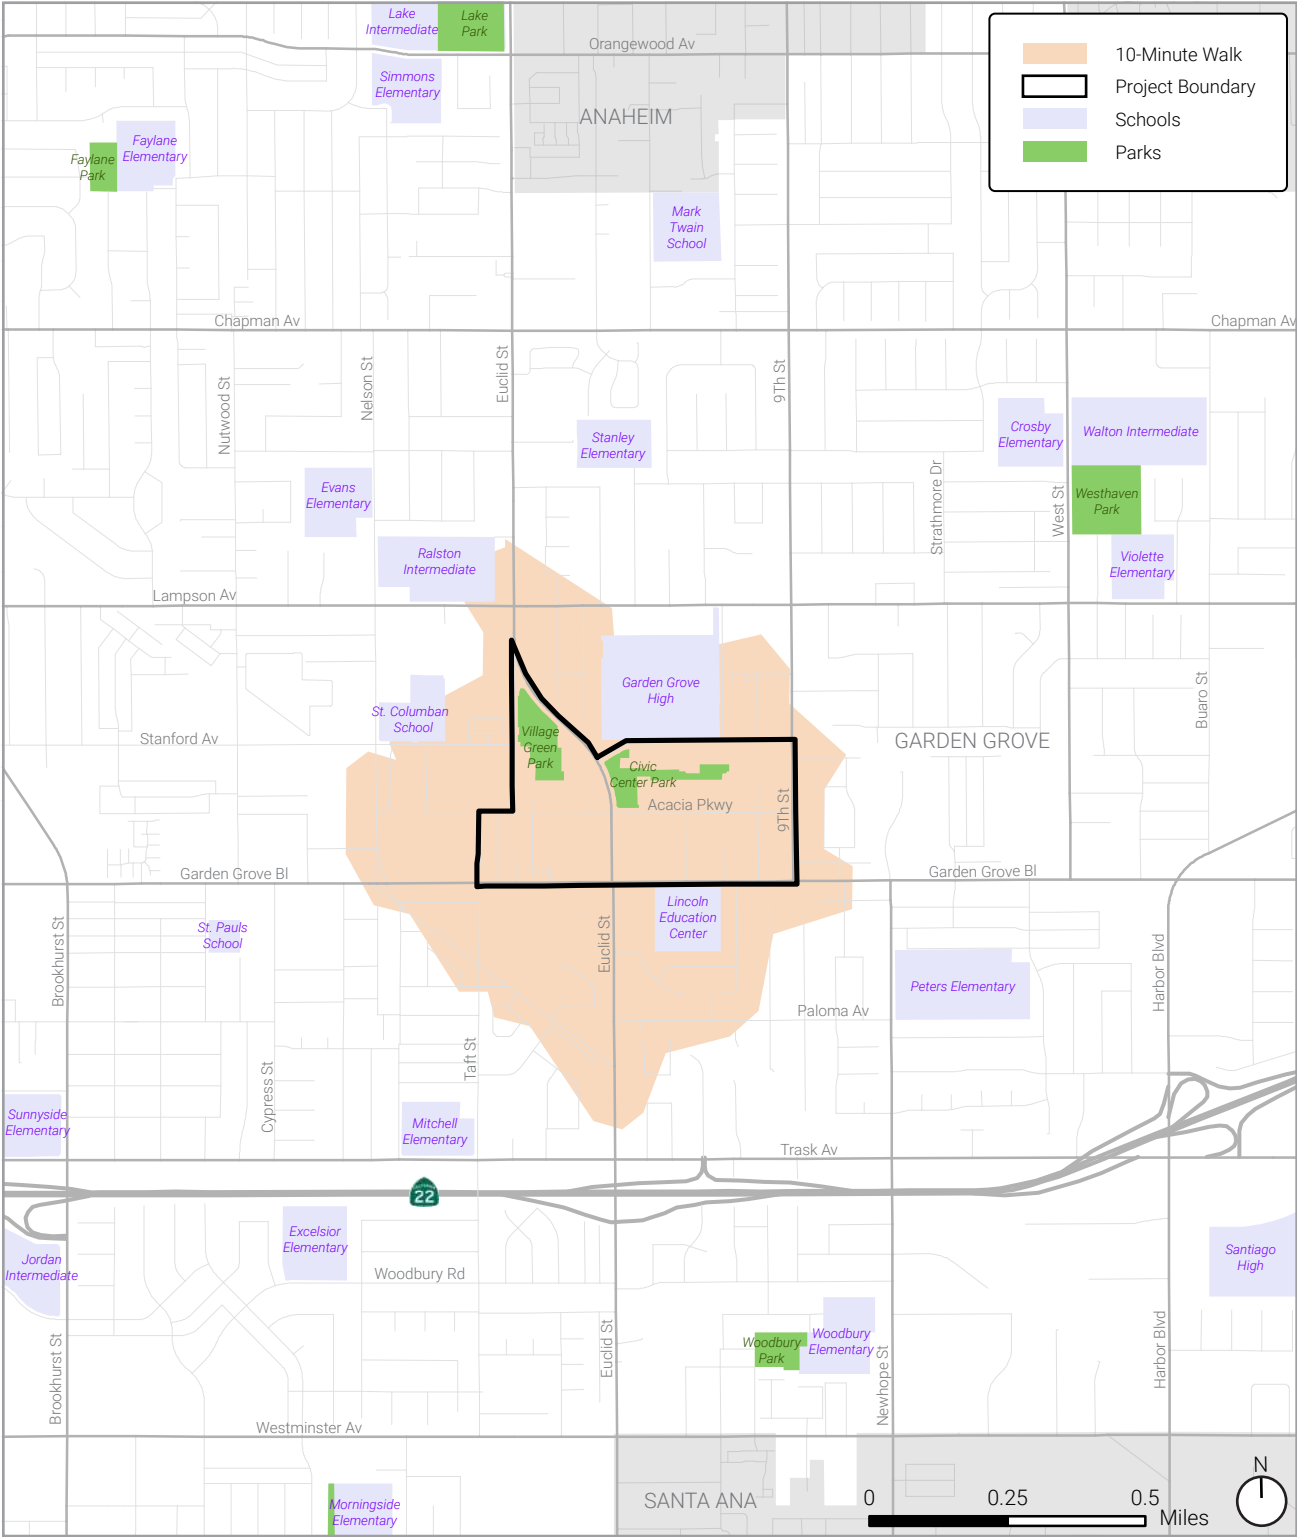 Lake
Intermediate
Lake
Park
Orangewood Av
Simmons
Elementary
ANAHEIM
10-Minute Walk
Project Boundary
Schools
Parks
Faylane
Elementary
Faylane
Park
Mark
Twain
School
Chapman Av
Chapman Av
Nutwood St
Nelson St
Euclid St
9Th St
Stanley
Elementary
Crosby
Elementary
Walton Intermediate
Evans
Elementary
Strathmore Dr
West St
Westhaven
Park
Ralston
Intermediate
Violette
Elementary
Lampson Av
Garden Grove
High
St. Columban
School
Buaro St
Stanford Av
Village
Green
Park
GARDEN GROVE
Civic
Center Park
Acacia Pkwy
9Th St
Garden Grove Bl
Garden Grove Bl
Lincoln
Education
Center
St. Pauls
School
Brookhurst St
Euclid St
Harbor Blvd
Peters Elementary
Paloma Av
Taft St
Cypress St
Sunnyside
Elementary
Mitchell
Elementary
Trask Av
22
Excelsior
Elementary
Jordan
Intermediate
Woodbury Rd
Santiago
High
Brookhurst St
Euclid St
Woodbury
Park
Woodbury
Elementary
Newhope St
Harbor Blvd
Westminster Av
SANTA ANA
Morningside
Elementary
0 0.25 0.5
Miles
N